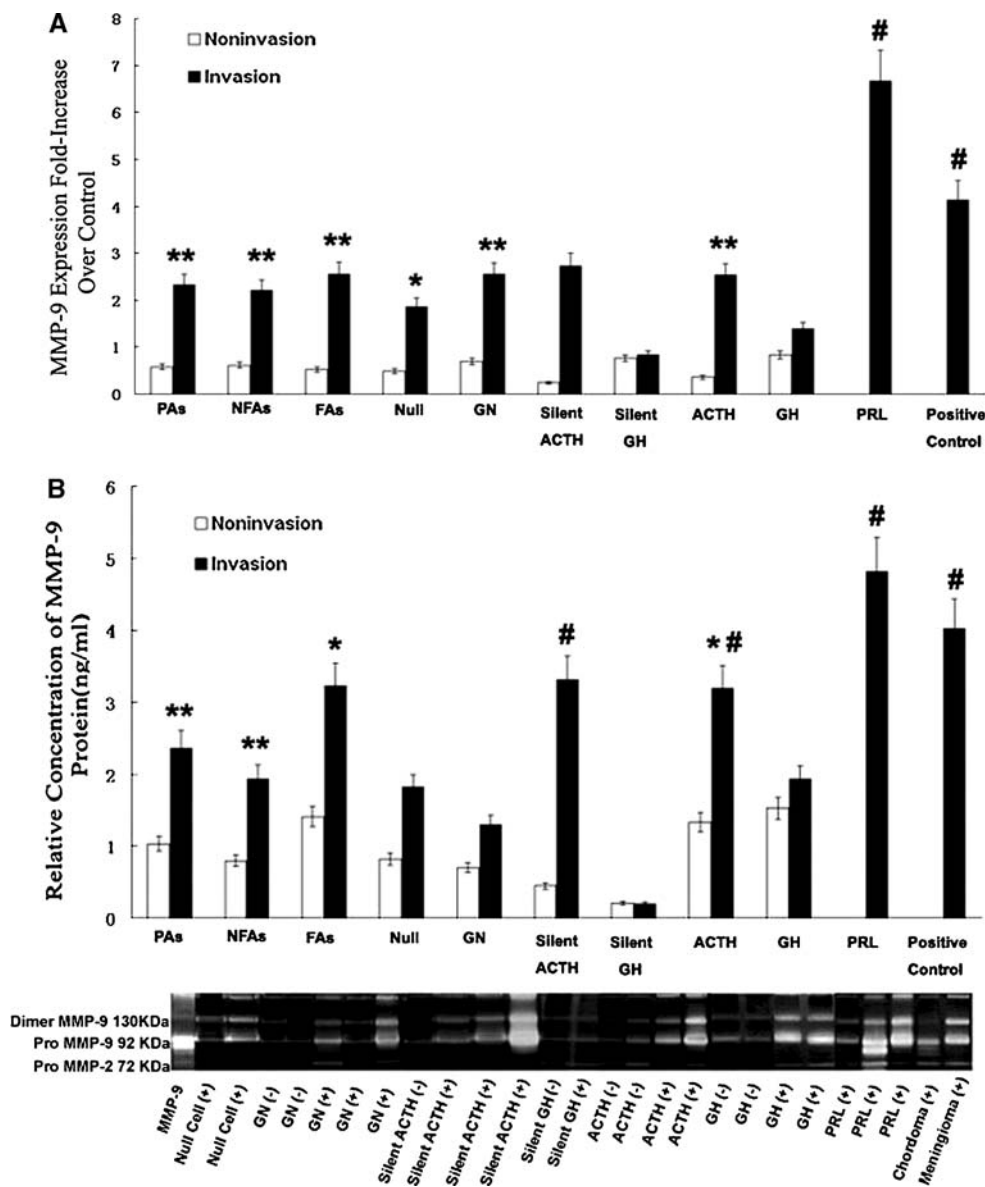 A
MMP-9 Expression Fold-Increase
Over Control
8
7
6
5
4
3
2
1
0
Noninvasion
Invasion
** ** ** * ** ** # #
PAs NFAs FAs Null GN Silent ACTH Silent GH ACTH GH PRL Positive Control
B
Relative Concentration of MMP-9
Protein(ng/ml)
6
5
4
3
2
1
0
Noninvasion
Invasion
** ** * # *# # #
PAs NFAs FAs Null GN Silent ACTH Silent GH ACTH GH PRL Positive Control
Dimer MMP-9 130KDa
Pro MMP-9 92 KDa
Pro MMP-2 72 KDa
MMP-9
Null Cell (+)
Null Cell (+)
GN (-)
GN (-)
GN (+)
GN (+)
GN (+)
Silent ACTH (-)
Silent ACTH (+)
Silent ACTH (+)
Silent ACTH (+)
Silent GH (-)
Silent GH (+)
ACTH (-)
ACTH (-)
ACTH (+)
ACTH (+)
GH (-)
GH (-)
GH (+)
GH (+)
PRL (+)
PRL (+)
PRL (+)
Chordoma (+)
Meningioma (+)